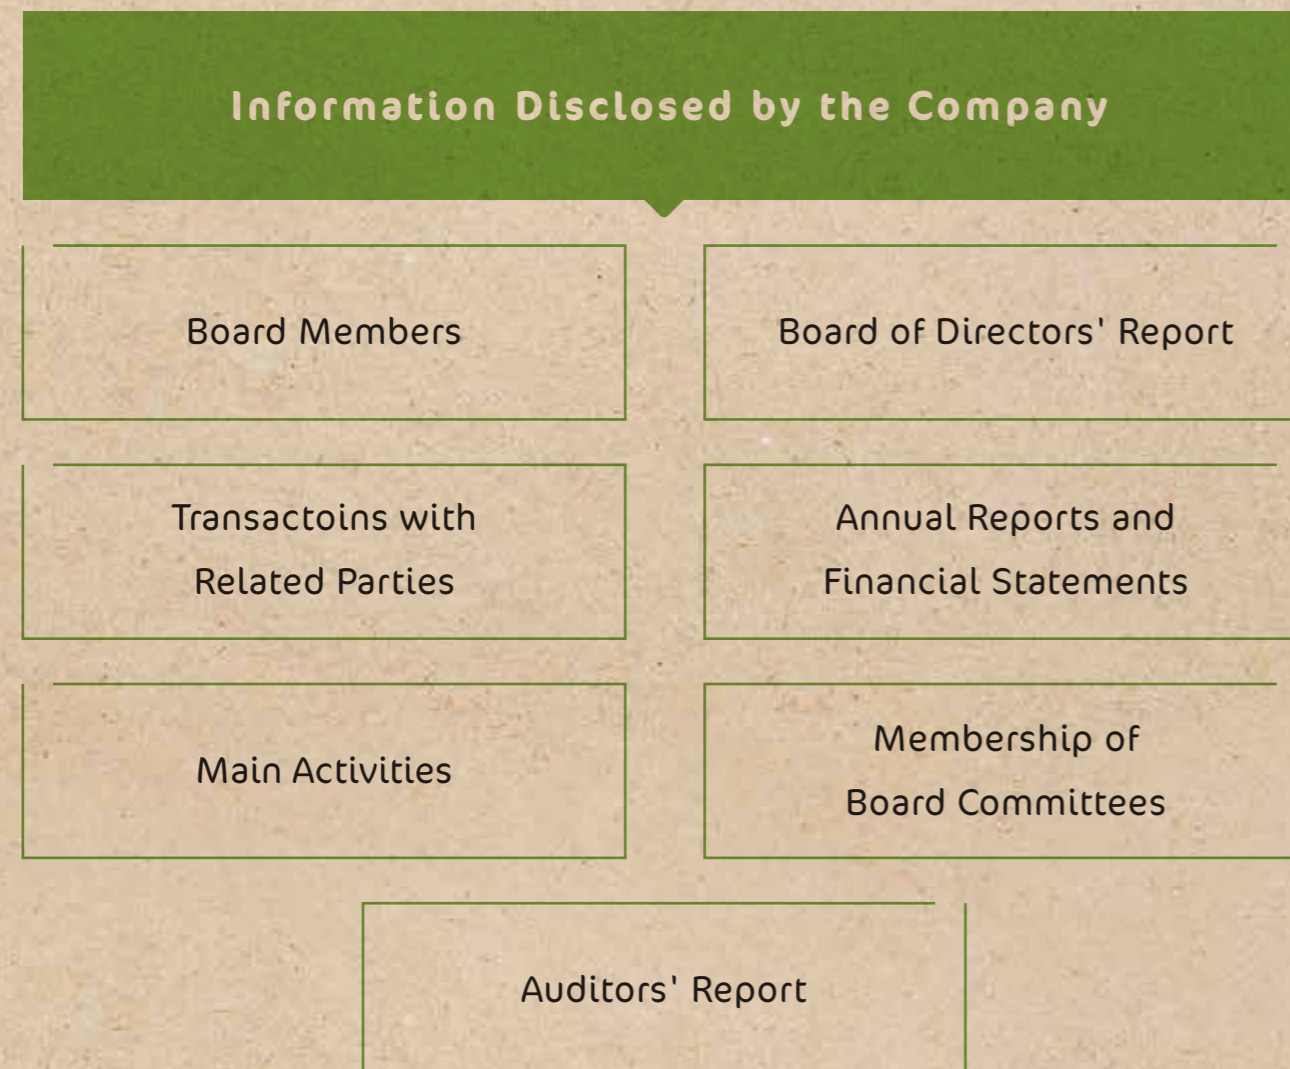 Information Disclosed by the Company
Board Members
Board of Directors' Report
Transactoins with
Related Parties
Annual Reports and
Financial Statements
Main Activities
Membership of
Board Committees
Auditors' Report